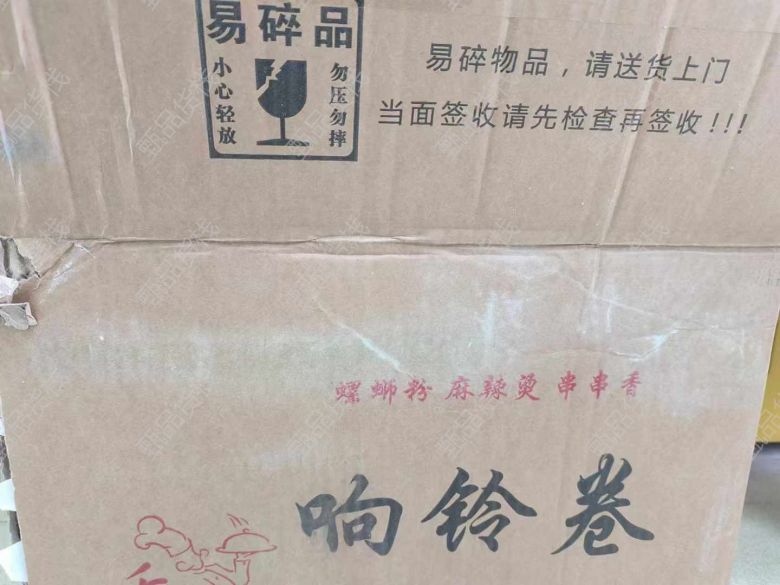 易碎品
小心轻放
勿压勿摔
易碎物品，请送货上门
当面签收请先检查再签收!!!
螺蛳粉 麻辣烫 串串香
响铃卷